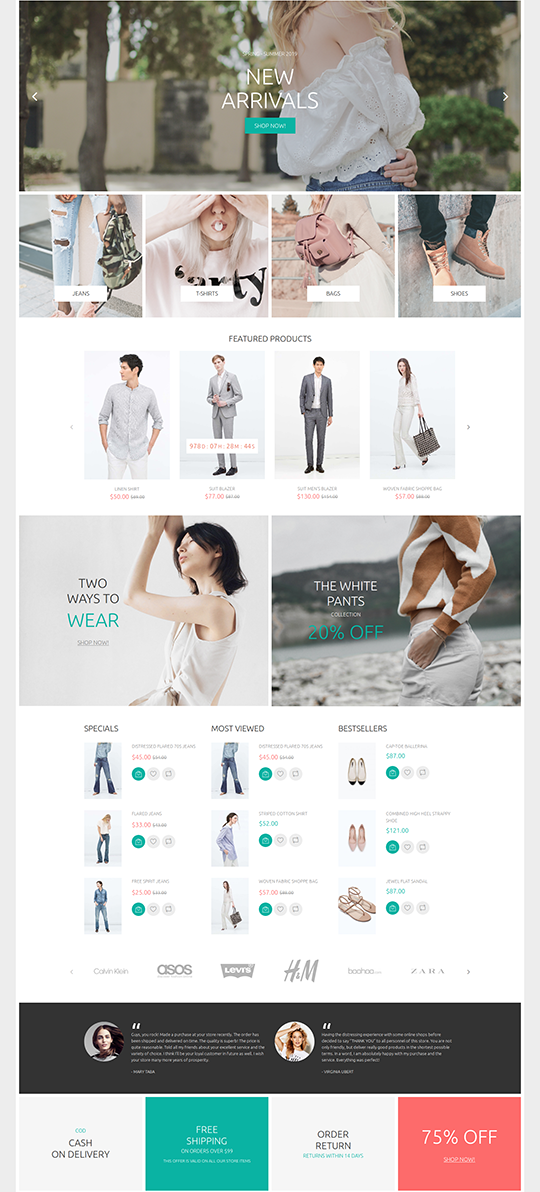 SPRING - SUMMER 2019
NEW
ARRIVALS
SHOP NOW!
JEANS
T-SHIRTS
BAGS
SHOES
FEATURED PRODUCTS
978D : 07H : 28M : 44S
LINEN SHIRT
$50.00
SUIT BLAZER
$77.00 $87.00
SUIT MEN'S BLAZER
$130.00 $151.00
WOVEN FABRIC SHOPPE BAG
$57.00 $88.00
TWO
WAYS TO
WEAR
SHOP NOW!
THE WHITE
PANTS
COLLECTION
20% OFF
SPECIALS
MOST VIEWED
BESTSELLERS
DISTRESSED FLARED 70S JEANS
$45.00 $51.00
DISTRESSED FLARED 70S JEANS
$45.00 $51.00
CAP-TOE BALLERINA
$87.00
FLARED JEANS
$33.00 $43.00
STRIPED COTTON SHIRT
$52.00
COMBINED HIGH HEEL STRAPPY
SHOE
$121.00
FREE SPIRIT JEANS
$25.00 $31.00
WOVEN FABRIC SHOPPE BAG
$57.00 $88.00
JEWEL FLAT SANDAL
$87.00
Calvin Klein
asos
Levi's
H&M
boohoo.com
ZARA
“
Guys, you rock! Made a purchase at your store recently. The order has
been shipped and delivered on time. The quality is superb! The price is
quite reasonable. Told all my friends about your excellent service and the
variety of choice. I think I'll be your loyal customer in future as well. I wish
your store many more years of prosperity.
- MARY TABA
“
Having the distressing experience with some online shops before
decided to say "THANK YOU" to all personnel of this store. You are not
only friendly, but deliver really good products in the shortest possible
terms. In a word, I am absolutely happy with my purchase and the
service. Everything was perfect!
- VIRGINIA UBERT
COD
CASH
ON DELIVERY
FREE
SHIPPING
ON ORDERS OVER $99
THIS OFFER IS VALID ON ALL OUR STORE ITEMS
ORDER
RETURN
RETURNS WITHIN 14 DAYS
75% OFF
SHOP NOW!